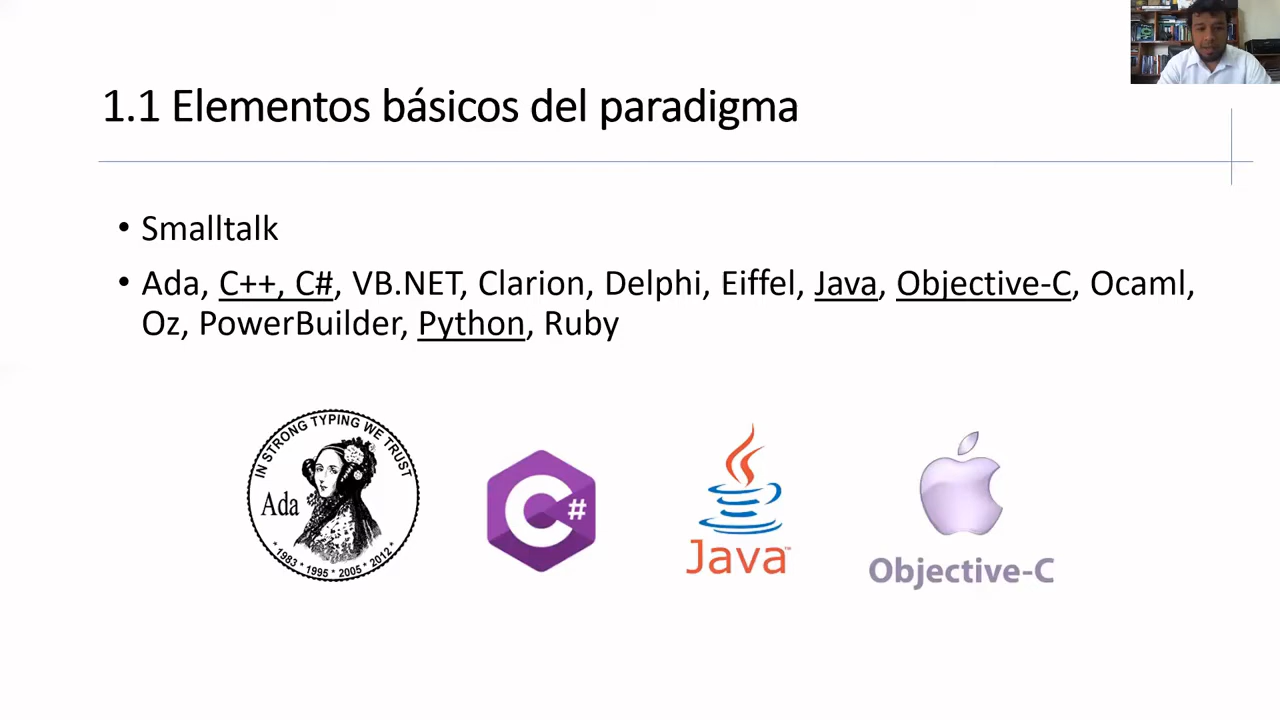 1.1 Elementos básicos del paradigma
• Smalltalk
• Ada, C++, C#, VB.NET, Clarion, Delphi, Eiffel, Java, Objective-C, Ocaml,
Oz, PowerBuilder, Python, Ruby
IN STRONG TYPING WE TRUST
Ada
* 1983 * 1995 * 2005 * 2012 *
C#
Java™
Objective-C